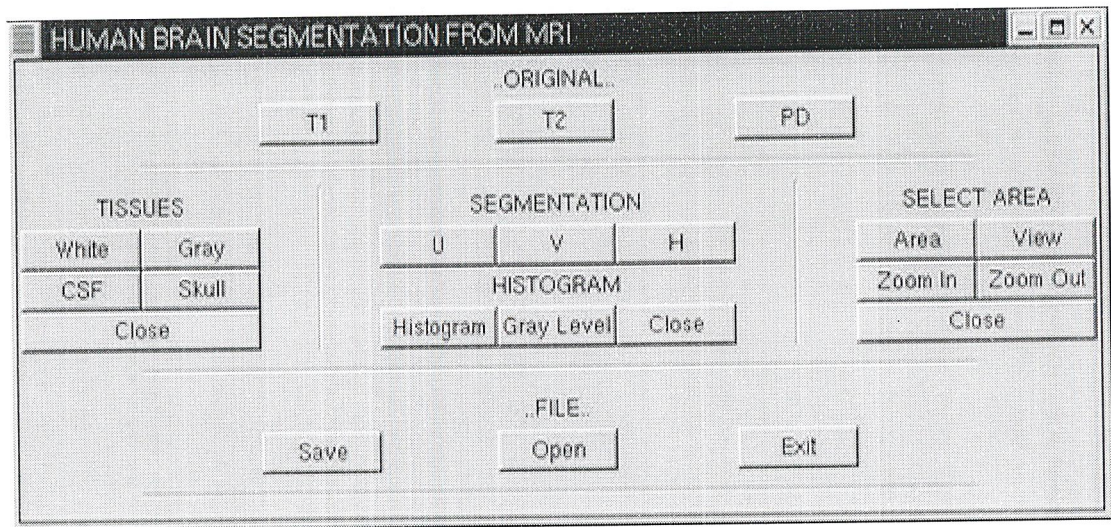 HUMAN BRAIN SEGMENTATION FROM MRI
..ORIGINAL..
T1 T2 PD
TISSUES
White Gray
CSF Skull
Close
SEGMENTATION
U V H
HISTOGRAM
Histogram Gray Level Close
SELECT AREA
Area View
Zoom In Zoom Out
Close
..FILE..
Save Open Exit